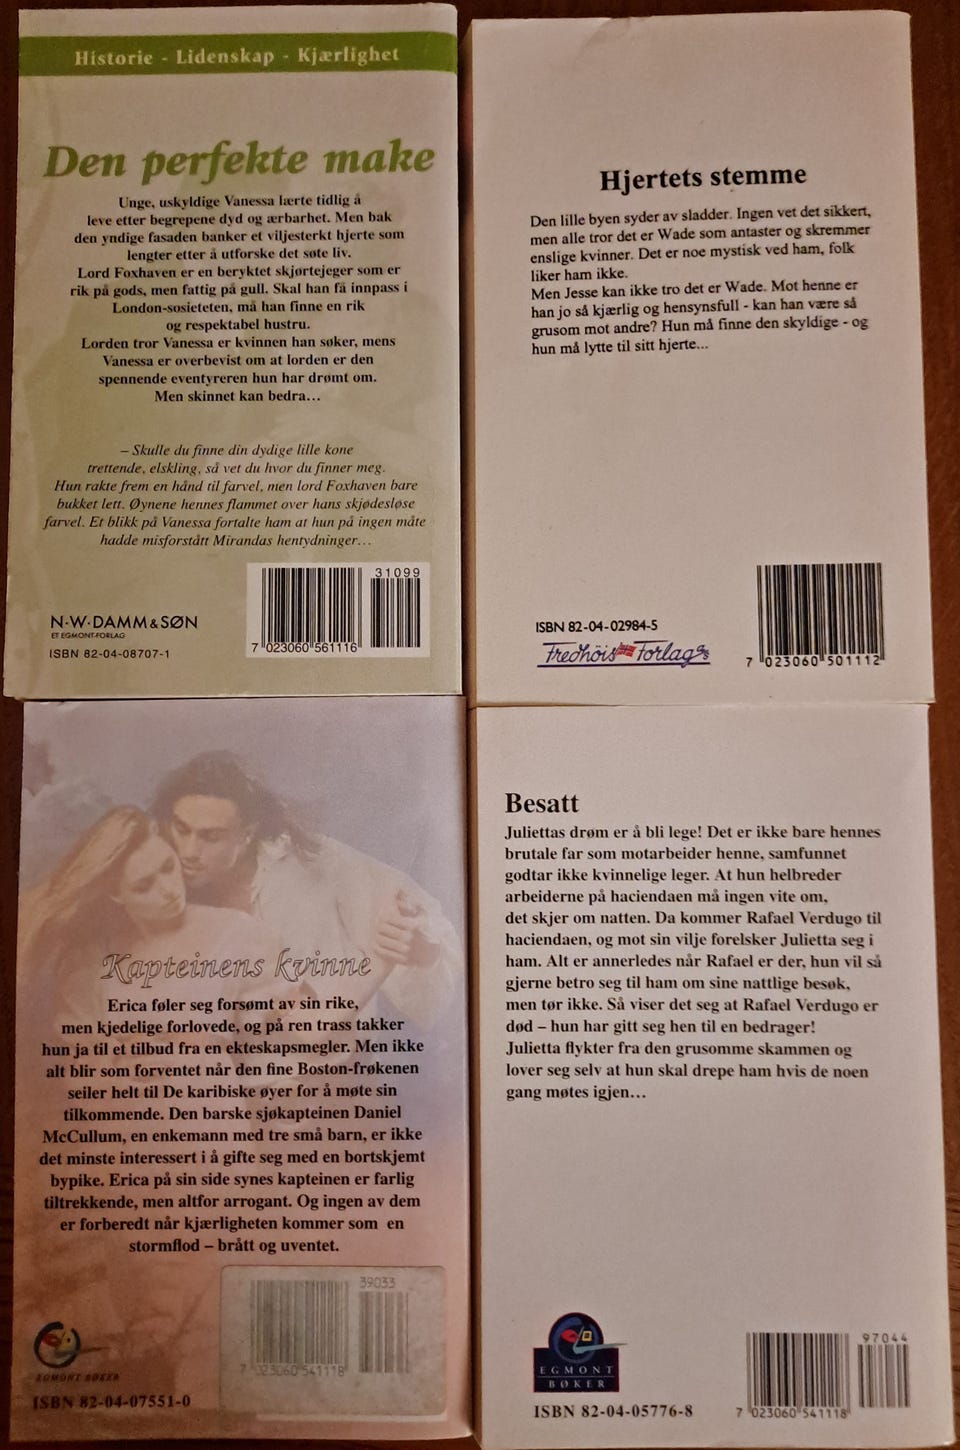 Historie - Lidenskap - Kjærlighet
Den perfekte make
Unge, uskyldige Vanessa lærte tidlig å
leve etter begrepene dyd og ærbarhet. Men bak
den yndige fasaden banker et viljesterkt hjerte som
lengter etter å utforske det søte liv.
Lord Foxhaven er en beryktet skjørtejeger som er
rik på gods, men fattig på gull. Skal han få innpass i
London-sosieteten, må han finne en rik
og respektabel hustru.
Lorden tror Vanessa er kvinnen han søker, mens
Vanessa er overbevist om at lorden er den
spennende eventyreren hun har drømt om.
Men skinnet kan bedra...
– Skulle du finne din dydige lille kone
trettende, elskling, så vet du hvor du finner meg.
Hun rakte frem en hånd til farvel, men lord Foxhaven bare
bukket lett. Øynene hennes flammet over hans skjødesløse
farvel. Et blikk på Vanessa fortalte ham at hun på ingen måte
hadde misforstått Mirandas hentydninger...
N·W·DAMM & SØN
ET EGMONT-FORLAG
ISBN 82-04-08707-1
31099
7 023060 561116
Hjertets stemme
Den lille byen syder av sladder. Ingen vet det sikkert,
men alle tror det er Wade som antaster og skremmer
enslige kvinner. Det er noe mystisk ved ham, folk
liker ham ikke.
Men Jesse kan ikke tro det er Wade. Mot henne er
han jo så kjærlig og hensynsfull - kan han være så
grusom mot andre? Hun må finne den skyldige - og
hun må lytte til sitt hjerte...
ISBN 82-04-02984-5
Fredhöis Forlag
7 023060 501112
Kapteinens kvinne
Erica føler seg forsømt av sin rike,
men kjedelige forlovede, og på ren trass takker
hun ja til et tilbud fra en ekteskapsmegler. Men ikke
alt blir som forventet når den fine Boston-frøkenen
seiler helt til De karibiske øyer for å møte sin
tilkommende. Den barske sjøkapteinen Daniel
McCullum, en enkemann med tre små barn, er ikke
det minste interessert i å gifte seg med en bortskjemt
bypike. Erica på sin side synes kapteinen er farlig
tiltrekkende, men altfor arrogant. Og ingen av dem
er forberedt når kjærligheten kommer som en
stormflod – brått og uventet.
39033
7 023060 541118
EGMONT BØKER
ISBN 82-04-07551-0
Besatt
Juliettas drøm er å bli lege! Det er ikke bare hennes
brutale far som motarbeider henne, samfunnet
godtar ikke kvinnelige leger. At hun helbreder
arbeiderne på haciendaen må ingen vite om,
det skjer om natten. Da kommer Rafael Verdugo til
haciendaen, og mot sin vilje forelsker Julietta seg i
ham. Alt er annerledes når Rafael er der, hun vil så
gjerne betro seg til ham om sine nattlige besøk,
men tør ikke. Så viser det seg at Rafael Verdugo er
død – hun har gitt seg hen til en bedrager!
Julietta flykter fra den grusomme skammen og
lover seg selv at hun skal drepe ham hvis de noen
gang møtes igjen...
EGMONT
BØKER
ISBN 82-04-05776-8
97044
7 023060 541118